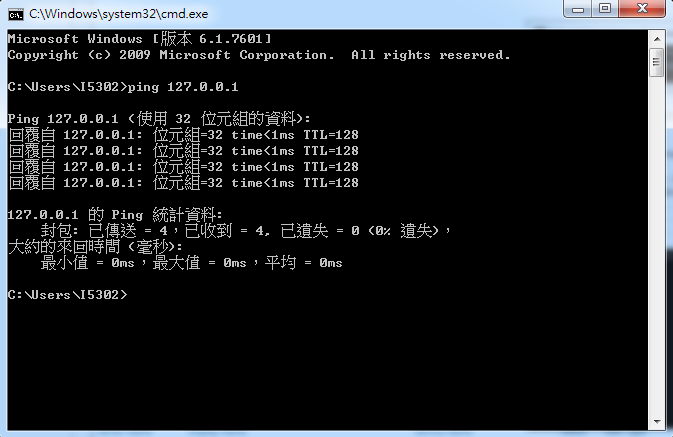 C:\Windows\system32\cmd.exe
Microsoft Windows [版本 6.1.7601]
Copyright (c) 2009 Microsoft Corporation.  All rights reserved.
C:\Users\I5302>ping 127.0.0.1
Ping 127.0.0.1 (使用 32 位元組的資料):
回覆自 127.0.0.1: 位元組=32 time<1ms TTL=128
回覆自 127.0.0.1: 位元組=32 time<1ms TTL=128
回覆自 127.0.0.1: 位元組=32 time<1ms TTL=128
回覆自 127.0.0.1: 位元組=32 time<1ms TTL=128
127.0.0.1 的 Ping 統計資料:
封包: 已傳送 = 4，已收到 = 4, 已遺失 = 0 (0% 遺失)，
大約的來回時間 (毫秒):
最小值 = 0ms，最大值 = 0ms，平均 = 0ms
C:\Users\I5302>